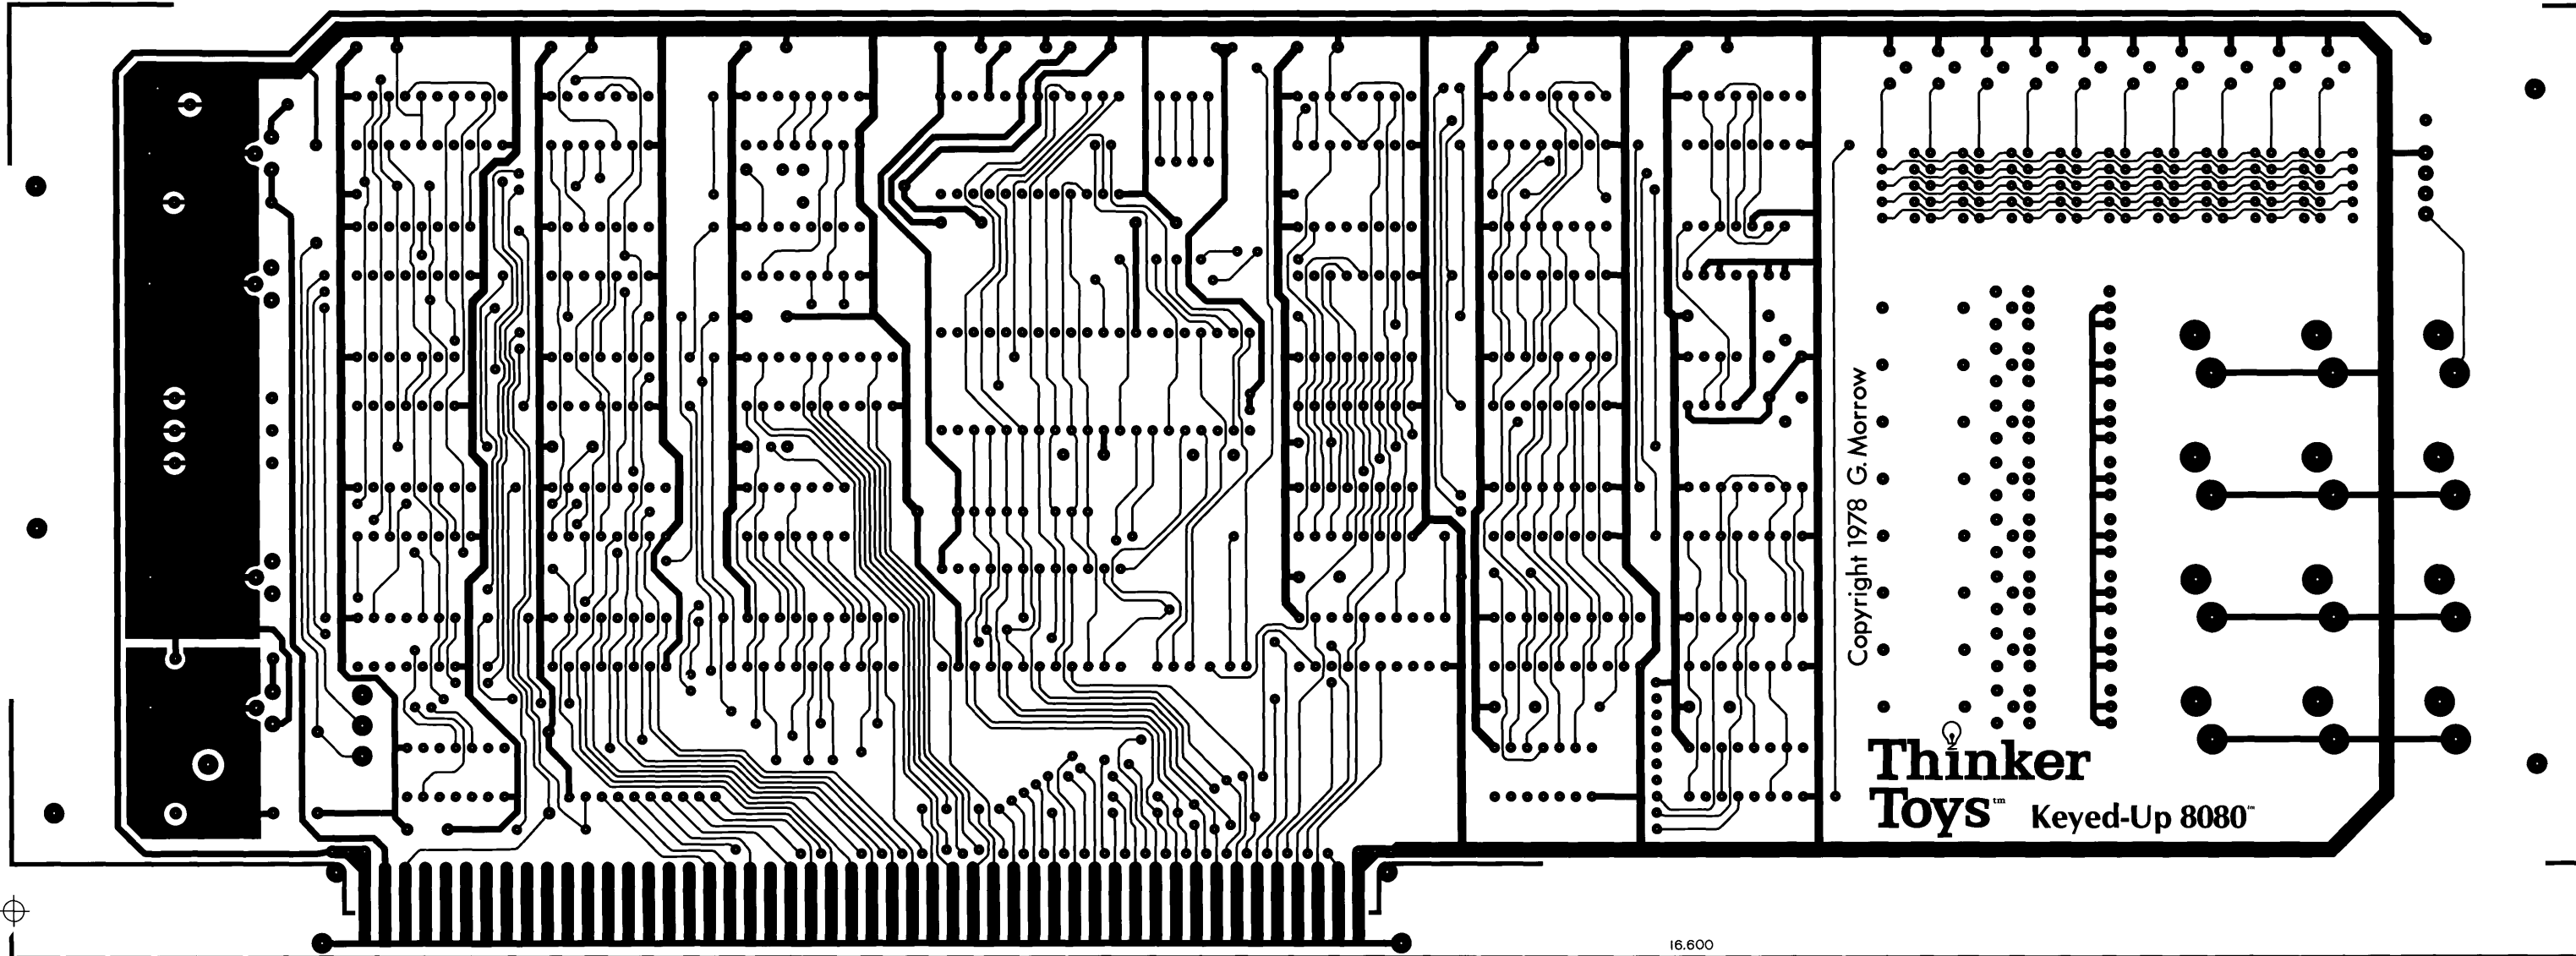 Copyright 1978 G. Morrow
Thinker
Toys™
Keyed-Up 8080™
16.600